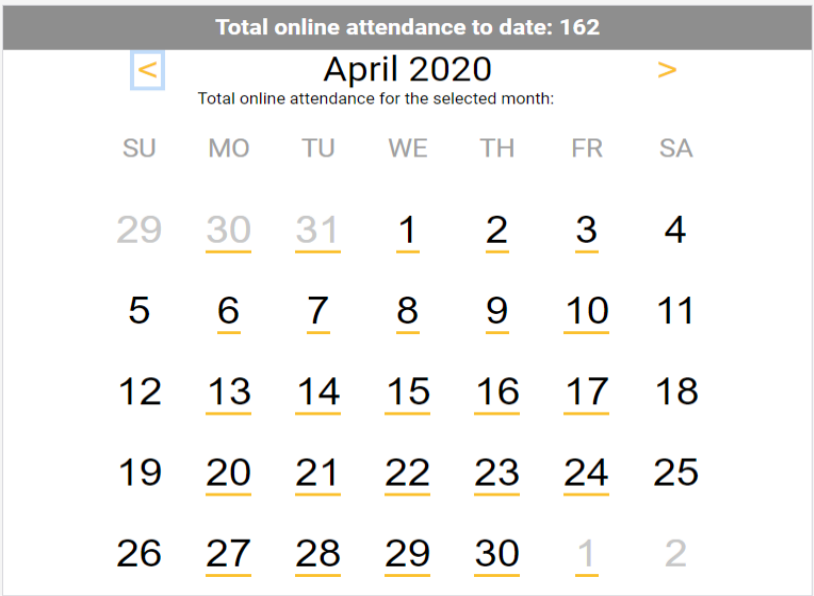 Total online attendance to date: 162
< April 2020 >
Total online attendance for the selected month:
SU MO TU WE TH FR SA
29 30 31 1 2 3 4
5 6 7 8 9 10 11
12 13 14 15 16 17 18
19 20 21 22 23 24 25
26 27 28 29 30 1 2